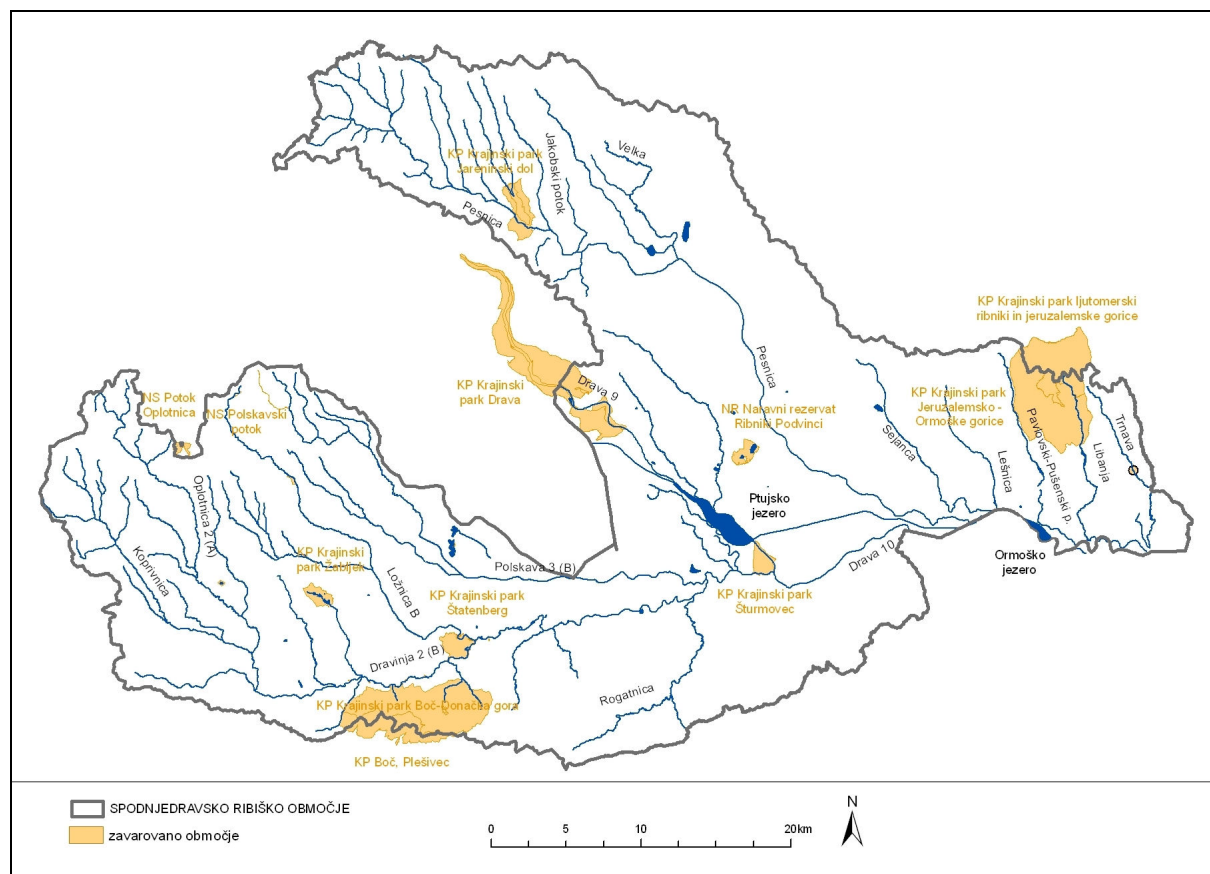 Velka
KP Krajinski park
Jareninski dol
Jakobski potok
Pesnica
KP Krajinski park ljutomerski
ribniki in jeruzalemske gorice
Pesnica
Drava 9
KP Krajinski
park Drava
NS Potok
Oplotnica
NS Polskavski
potok
KP Krajinski park
Jeruzalemsko -
Ormoške gorice
NR Naravni rezervat
Ribniki Podvinci
Sejanca
Lešnica
Pavlovski-Pušenski p.
Libanja
Trnava
Oplotnica 2 (A)
Ptujsko
jezero
Koprivnica
KP Krajinski
park Žabljek
Ložnica B
Polskava 3 (B)
Drava 10
Ormoško
jezero
KP Krajinski park
Štatenberg
KP Krajinski park
Šturmovec
Dravinja 2 (B)
Rogatnica
KP Krajinski park Boč-Donačka gora
KP Boč, Plešivec
SPODNJEDRAVSKO RIBIŠKO OBMOČJE
zavarovano območje
0 5 10 20km
N